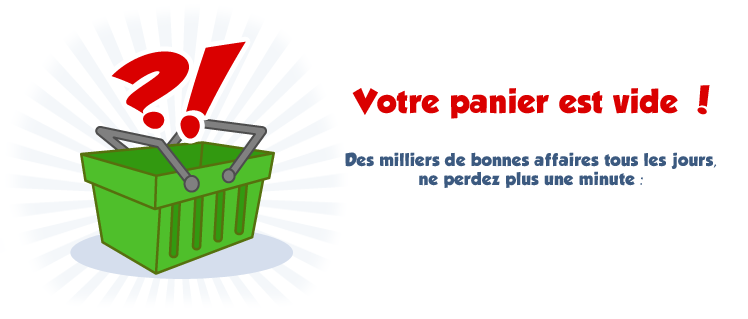 ?!
Votre panier est vide !
Des milliers de bonnes affaires tous les jours,
ne perdez plus une minute :